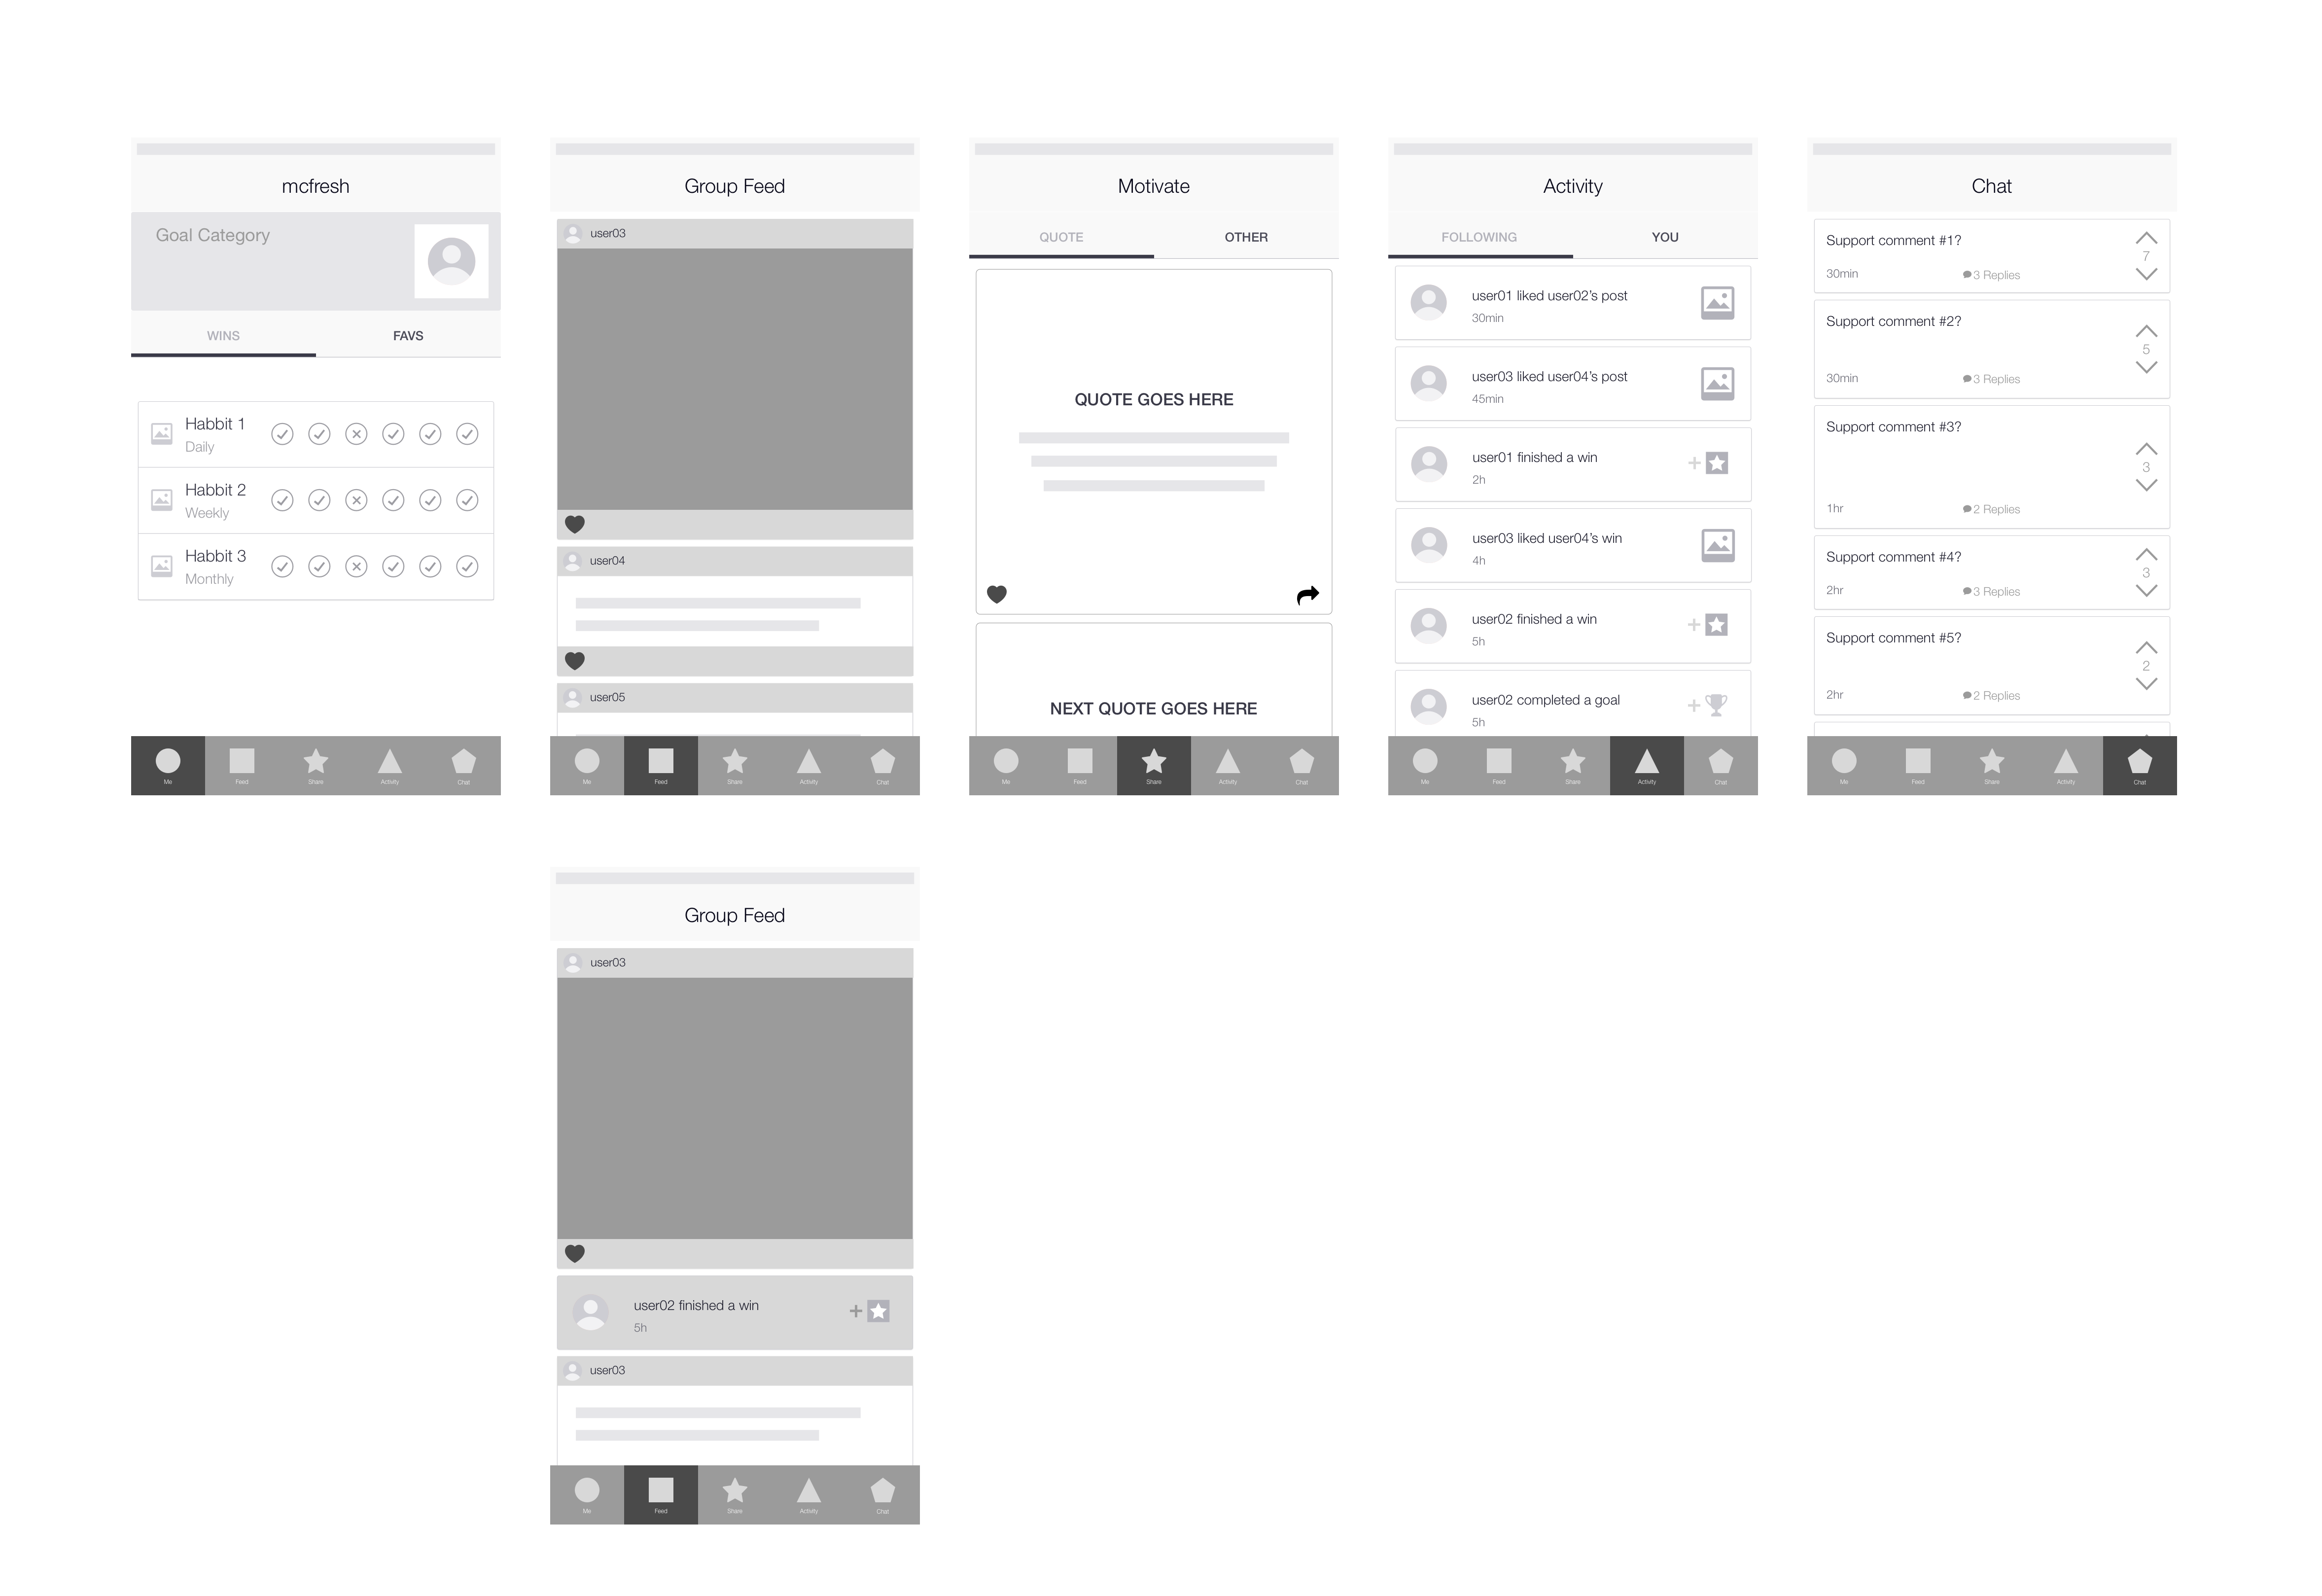 mcfresh
Goal Category
WINS FAVS
Habbit 1
Daily
Habbit 2
Weekly
Habbit 3
Monthly
Me Feed Share Activity Chat
Group Feed
user03
user04
user05
Me Feed Share Activity Chat
Motivate
QUOTE OTHER
QUOTE GOES HERE
NEXT QUOTE GOES HERE
Me Feed Share Activity Chat
Activity
FOLLOWING YOU
user01 liked user02’s post
30min
user03 liked user04’s post
45min
user01 finished a win
2h
user03 liked user04’s win
4h
user02 finished a win
5h
user02 completed a goal
5h
Me Feed Share Activity Chat
Chat
Support comment #1?
7
30min 3 Replies
Support comment #2?
5
30min 3 Replies
Support comment #3?
3
1hr 2 Replies
Support comment #4?
3
2hr 3 Replies
Support comment #5?
2
2hr 2 Replies
Me Feed Share Activity Chat
Group Feed
user03
user02 finished a win
5h
user03
Me Feed Share Activity Chat